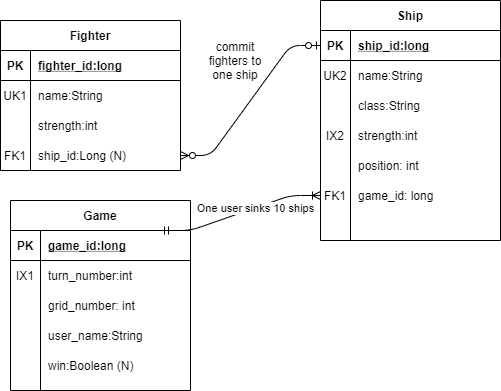 Fighter
PK fighter_id:long
UK1 name:String
strength:int
FK1 ship_id:Long (N)
commit
fighters to
one ship
Ship
PK ship_id:long
UK2 name:String
class:String
IX2 strength:int
position: int
FK1 game_id: long
One user sinks 10 ships
Game
PK game_id:long
IX1 turn_number:int
grid_number: int
user_name:String
win:Boolean (N)